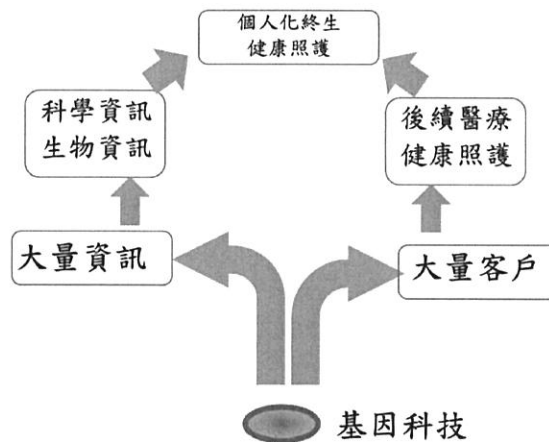 個人化終生
健康照護
科學資訊
生物資訊
後續醫療
健康照護
大量資訊
大量客戶
基因科技